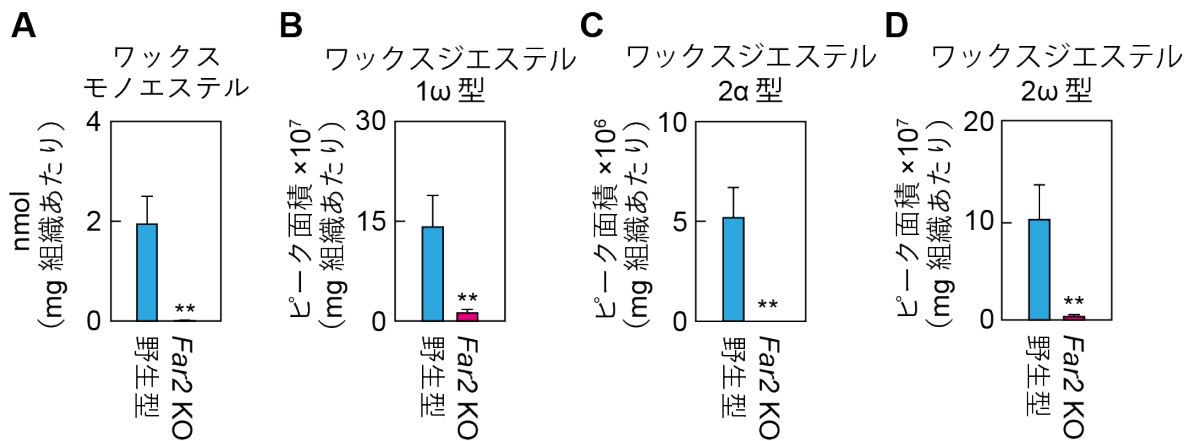 A
ワックス
モノエステル
nmol
(mg 組織あたり)
4
2
0
**
野生型
Far2 KO
B
ワックスジエステル
1ω 型
ピーク面積 ×10⁷
(mg 組織あたり)
30
15
0
**
野生型
Far2 KO
C
ワックスジエステル
2α 型
ピーク面積 ×10⁶
(mg 組織あたり)
10
5
0
**
野生型
Far2 KO
D
ワックスジエステル
2ω 型
ピーク面積 ×10⁷
(mg 組織あたり)
20
10
0
**
野生型
Far2 KO